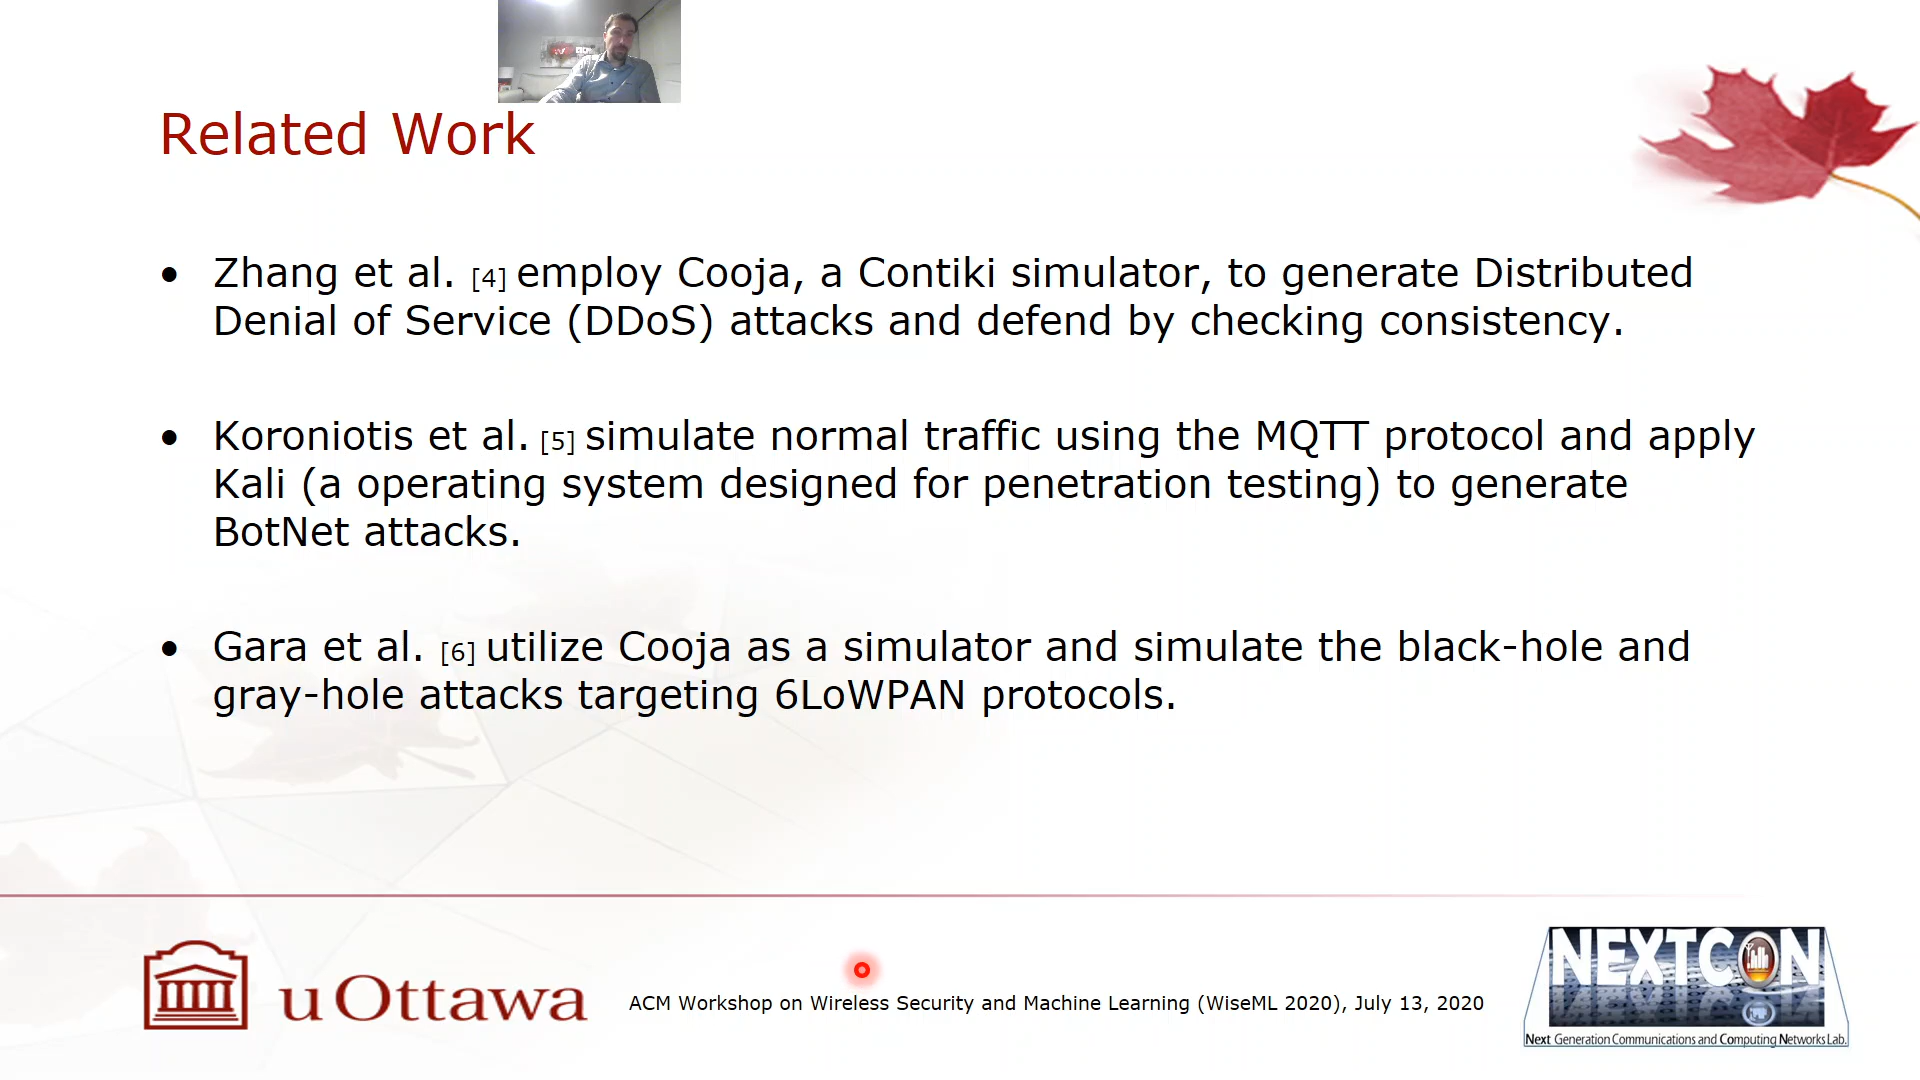 Related Work
• Zhang et al. [4] employ Cooja, a Contiki simulator, to generate Distributed
Denial of Service (DDoS) attacks and defend by checking consistency.
• Koroniotis et al. [5] simulate normal traffic using the MQTT protocol and apply
Kali (a operating system designed for penetration testing) to generate
BotNet attacks.
• Gara et al. [6] utilize Cooja as a simulator and simulate the black-hole and
gray-hole attacks targeting 6LoWPAN protocols.
uOttawa
ACM Workshop on Wireless Security and Machine Learning (WiseML 2020), July 13, 2020
NEXTCON
Next Generation Communications and Computing Networks Lab.